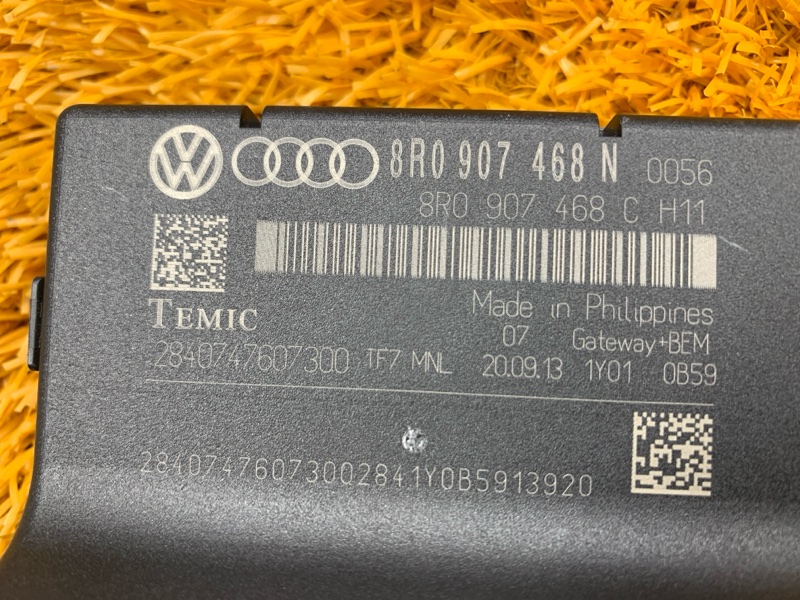 VW 8R0 907 468 N 0056
8R0 907 468 C H11
TEMIC
Made in Philippines
07 Gateway+BEM
2840747607300 TF7 MNL 20.09.13 1Y01 0B59
28407476073002841Y0B5913920